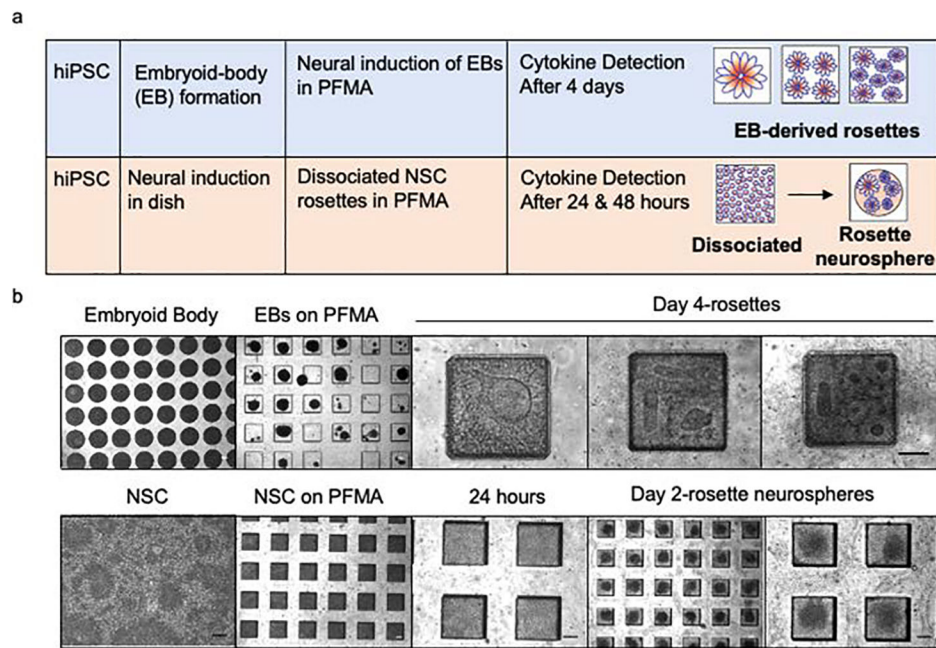 a
hiPSC
Embryoid-body
(EB) formation
Neural induction of EBs
in PFMA
Cytokine Detection
After 4 days
EB-derived rosettes
hiPSC
Neural induction
in dish
Dissociated NSC
rosettes in PFMA
Cytokine Detection
After 24 & 48 hours
Dissociated
Rosette
neurosphere
b
Embryoid Body
EBs on PFMA
Day 4-rosettes
NSC
NSC on PFMA
24 hours
Day 2-rosette neurospheres